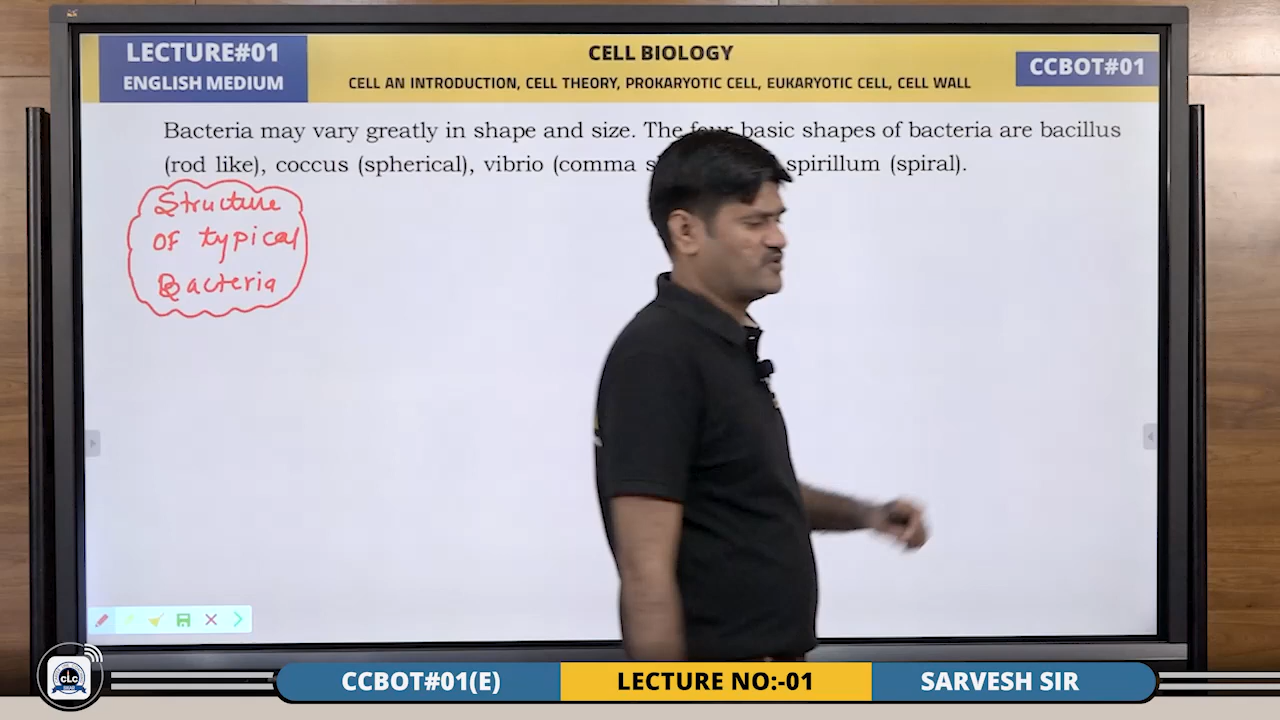 LECTURE#01
ENGLISH MEDIUM
CELL BIOLOGY
CELL AN INTRODUCTION, CELL THEORY, PROKARYOTIC CELL, EUKARYOTIC CELL, CELL WALL
CCBOT#01
Bacteria may vary greatly in shape and size. The four basic shapes of bacteria are bacillus
(rod like), coccus (spherical), vibrio (comma spirillum (spiral).
Structure
OF typical
Bacteria
CLC
CCBOT#01(E)
LECTURE NO:-01
SARVESH SIR